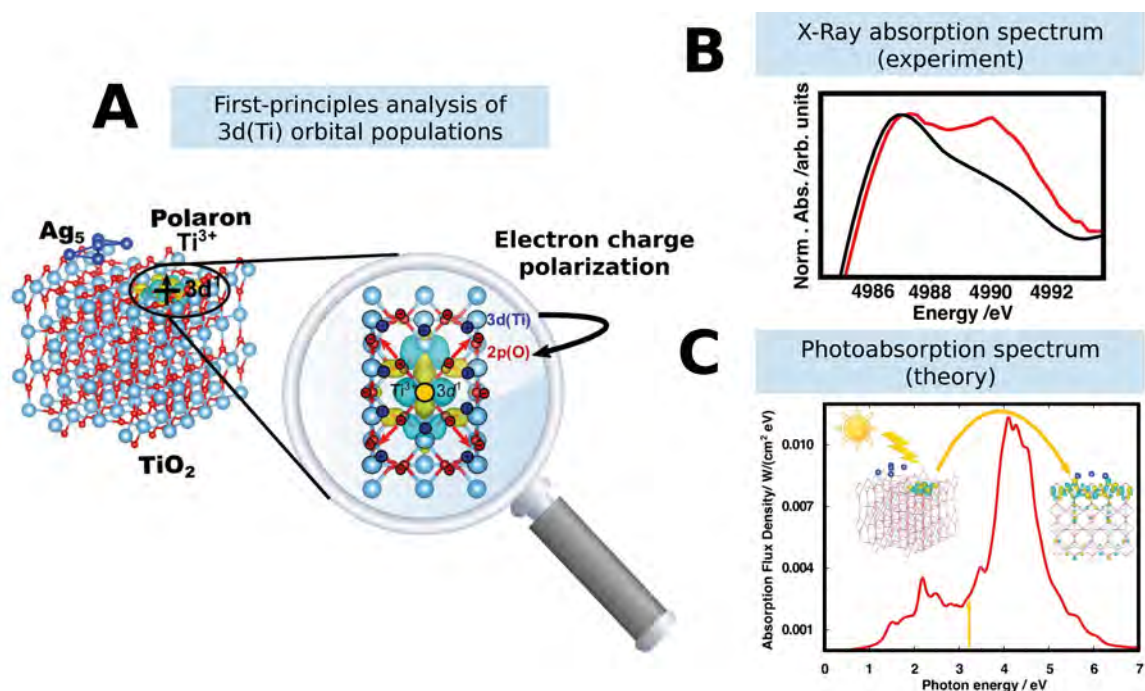 A
First-principles analysis of
3d(Ti) orbital populations
Ag₅
Polaron
Ti³⁺
3d¹
TiO₂
Electron charge
polarization
3d(Ti)
2p(O)
Ti³⁺ 3d¹
B
X-Ray absorption spectrum
(experiment)
Norm . Abs. /arb. units
4986 4988 4990 4992
Energy /eV
C
Photoabsorption spectrum
(theory)
Absorption Flux Density/ W/(cm² eV)
0.010
0.007
0.004
0.001
0 1 2 3 4 5 6 7
Photon energy / eV